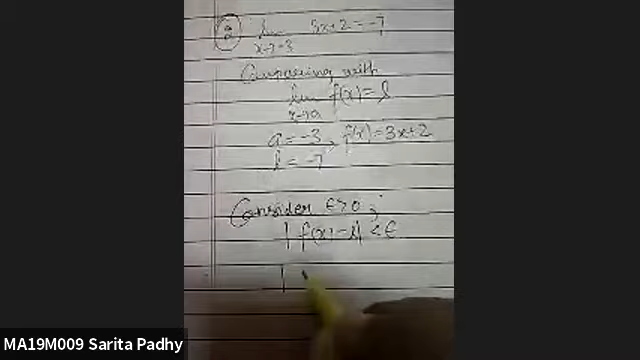 2 lim 3x+2 = -7
x→-3
Comparing with
lim f(x) = l
x→a
a = -3, f(x) = 3x+2
l = -7
Consider ε>0,
| f(x) - l | < ε
|
MA19M009 Sarita Padhy